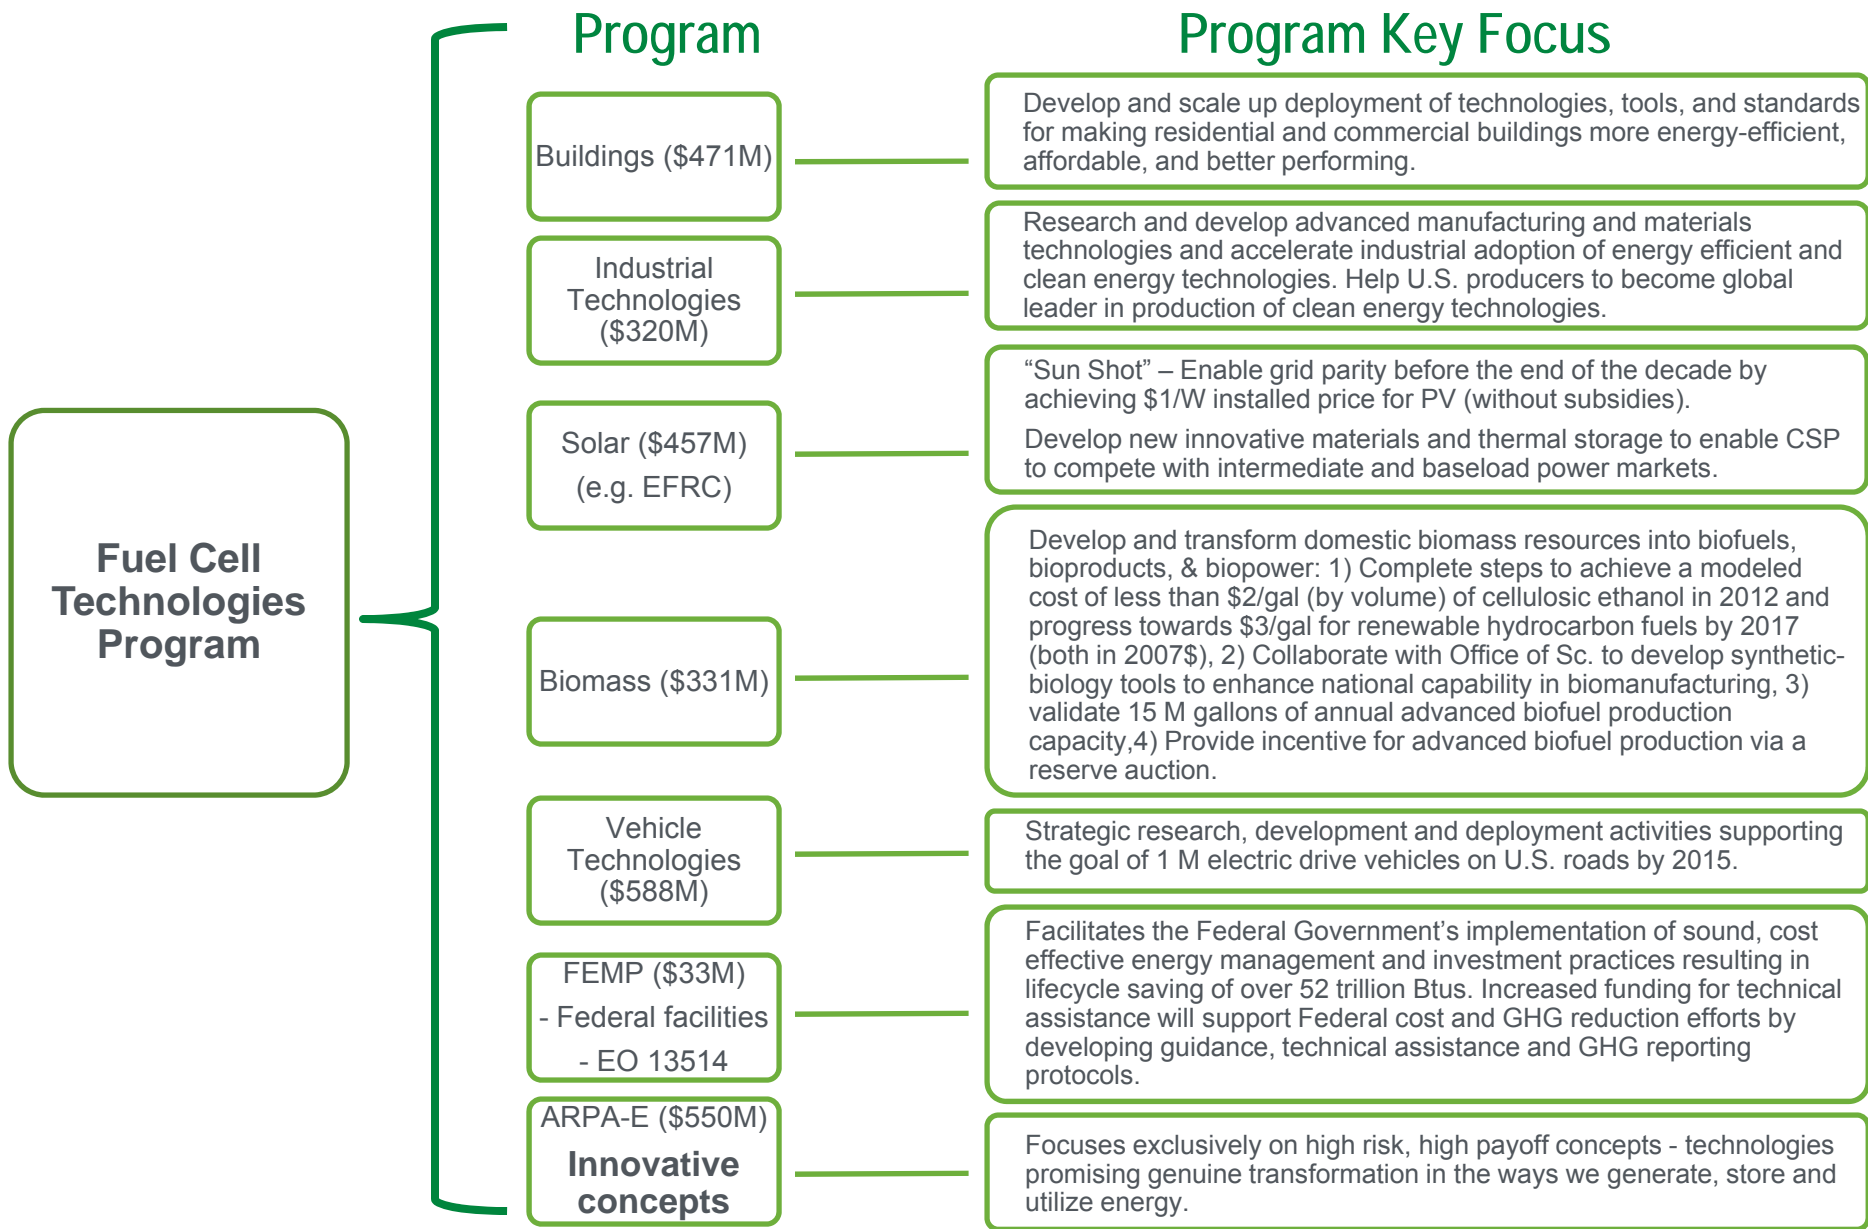 Program
Program Key Focus
Fuel Cell
Technologies
Program
Buildings ($471M)
Develop and scale up deployment of technologies, tools, and standards
for making residential and commercial buildings more energy-efficient,
affordable, and better performing.
Industrial
Technologies
($320M)
Research and develop advanced manufacturing and materials
technologies and accelerate industrial adoption of energy efficient and
clean energy technologies. Help U.S. producers to become global
leader in production of clean energy technologies.
Solar ($457M)
(e.g. EFRC)
“Sun Shot” – Enable grid parity before the end of the decade by
achieving $1/W installed price for PV (without subsidies).
Develop new innovative materials and thermal storage to enable CSP
to compete with intermediate and baseload power markets.
Biomass ($331M)
Develop and transform domestic biomass resources into biofuels,
bioproducts, & biopower: 1) Complete steps to achieve a modeled
cost of less than $2/gal (by volume) of cellulosic ethanol in 2012 and
progress towards $3/gal for renewable hydrocarbon fuels by 2017
(both in 2007$), 2) Collaborate with Office of Sc. to develop synthetic-
biology tools to enhance national capability in biomanufacturing, 3)
validate 15 M gallons of annual advanced biofuel production
capacity,4) Provide incentive for advanced biofuel production via a
reserve auction.
Vehicle
Technologies
($588M)
Strategic research, development and deployment activities supporting
the goal of 1 M electric drive vehicles on U.S. roads by 2015.
FEMP ($33M)
- Federal facilities
- EO 13514
Facilitates the Federal Government’s implementation of sound, cost
effective energy management and investment practices resulting in
lifecycle saving of over 52 trillion Btus. Increased funding for technical
assistance will support Federal cost and GHG reduction efforts by
developing guidance, technical assistance and GHG reporting
protocols.
ARPA-E ($550M)
Innovative
concepts
Focuses exclusively on high risk, high payoff concepts - technologies
promising genuine transformation in the ways we generate, store and
utilize energy.